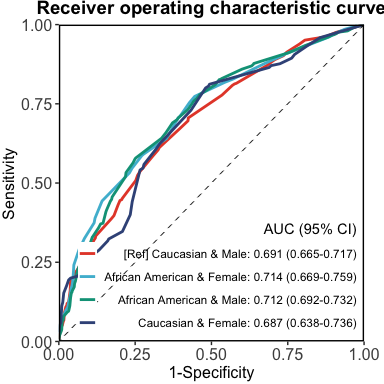 Receiver operating characteristic curve
1.00
0.75
0.50
0.25
0.00
Sensitivity
AUC (95% CI)
[Ref] Caucasian & Male: 0.691 (0.665-0.717)
African American & Female: 0.714 (0.669-0.759)
African American & Male: 0.712 (0.692-0.732)
Caucasian & Female: 0.687 (0.638-0.736)
0.00 0.25 0.50 0.75 1.00
1-Specificity